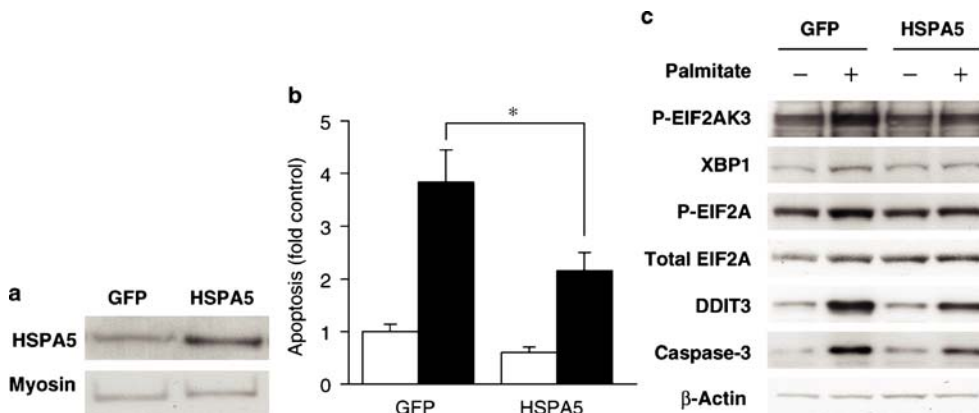 a
GFP HSPA5
HSPA5
Myosin
b
Apoptosis (fold control)
5
4
3
2
1
0
*
GFP HSPA5
c
GFP HSPA5
Palmitate − + − +
P-EIF2AK3
XBP1
P-EIF2A
Total EIF2A
DDIT3
Caspase-3
β-Actin